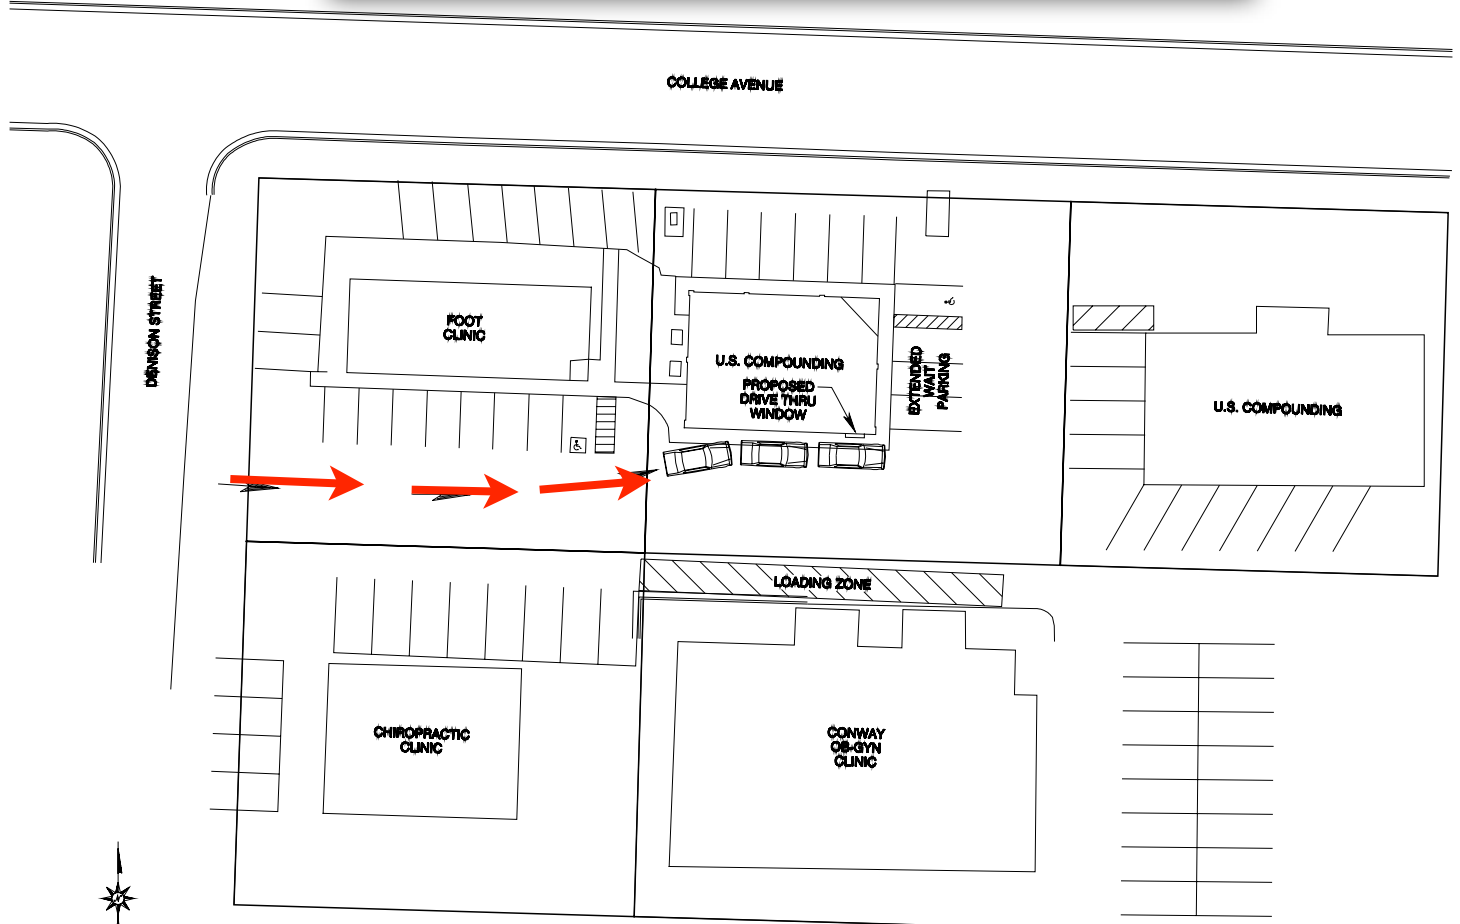 COLLEGE AVENUE
DENISON STREET
FOOT
CLINIC
U.S. COMPOUNDING
PROPOSED
DRIVE THRU
WINDOW
EXTENDED
WAIT
PARKING
U.S. COMPOUNDING
LOADING ZONE
CHIROPRACTIC
CLINIC
CONWAY
OB-GYN
CLINIC